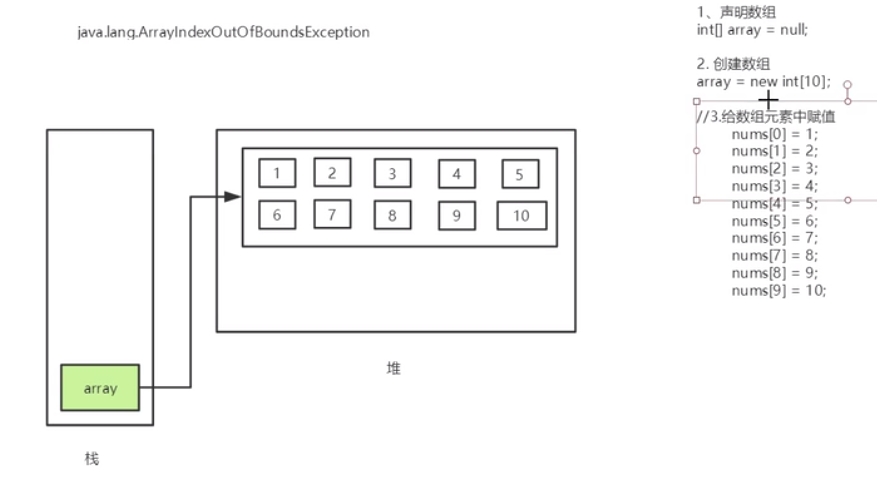 java.lang.ArrayIndexOutOfBoundsException
1、声明数组
int[] array = null;
2. 创建数组
array = new int[10];
//3.给数组元素中赋值
nums[0] = 1;
nums[1] = 2;
nums[2] = 3;
nums[3] = 4;
nums[4] = 5;
nums[5] = 6;
nums[6] = 7;
nums[7] = 8;
nums[8] = 9;
nums[9] = 10;
1 2 3 4 5
6 7 8 9 10
堆
array
栈